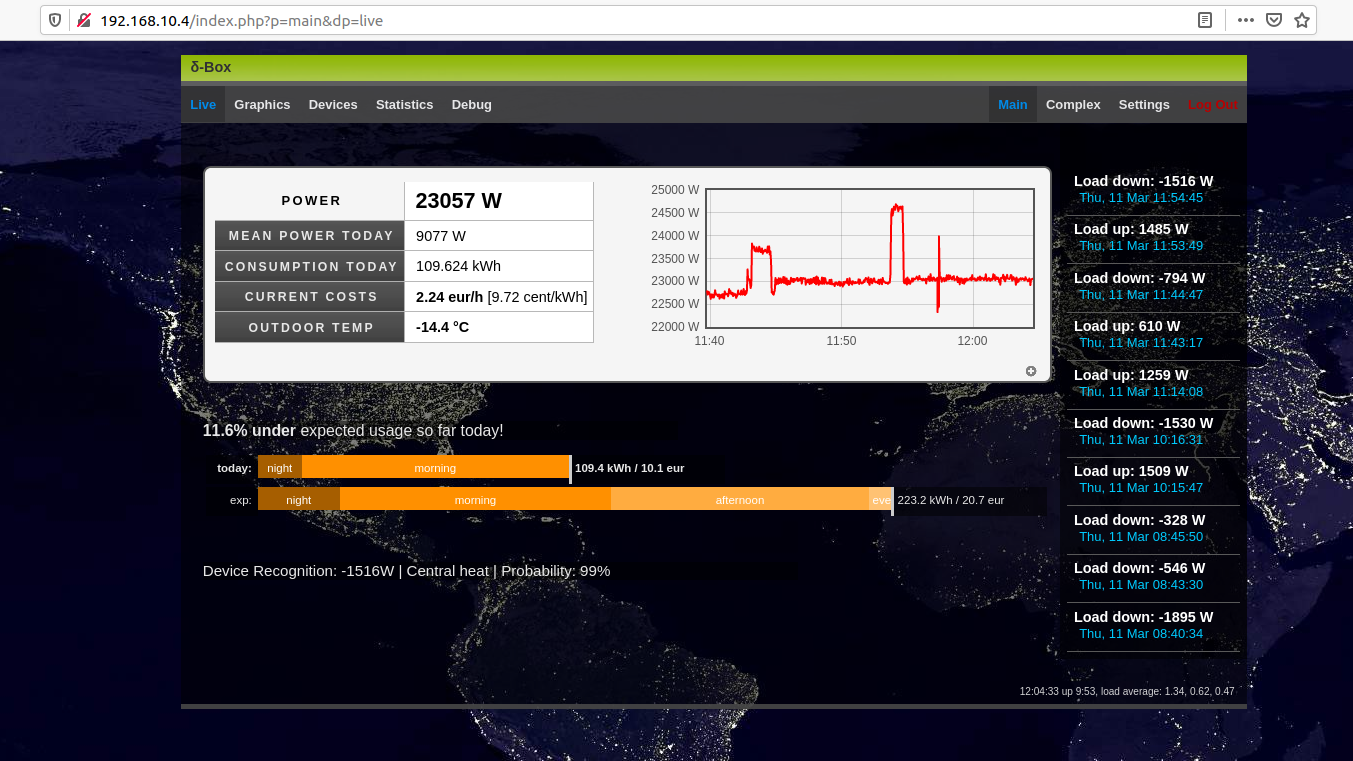 192.168.10.4/index.php?p=main&dp=live
δ-Box
Live Graphics Devices Statistics Debug Main Complex Settings Log Out
POWER 23057 W
MEAN POWER TODAY 9077 W
CONSUMPTION TODAY 109.624 kWh
CURRENT COSTS 2.24 eur/h [9.72 cent/kWh]
OUTDOOR TEMP -14.4 °C
25000 W
24500 W
24000 W
23500 W
23000 W
22500 W
22000 W
11:40 11:50 12:00
Load down: -1516 W
Thu, 11 Mar 11:54:45
Load up: 1485 W
Thu, 11 Mar 11:53:49
Load down: -794 W
Thu, 11 Mar 11:44:47
Load up: 610 W
Thu, 11 Mar 11:43:17
Load up: 1259 W
Thu, 11 Mar 11:14:08
Load down: -1530 W
Thu, 11 Mar 10:16:31
Load up: 1509 W
Thu, 11 Mar 10:15:47
Load down: -328 W
Thu, 11 Mar 08:45:50
Load down: -546 W
Thu, 11 Mar 08:43:30
Load down: -1895 W
Thu, 11 Mar 08:40:34
11.6% under expected usage so far today!
today: night morning 109.4 kWh / 10.1 eur
exp: night morning afternoon eve 223.2 kWh / 20.7 eur
Device Recognition: -1516W | Central heat | Probability: 99%
12:04:33 up 9:53, load average: 1.34, 0.62, 0.47